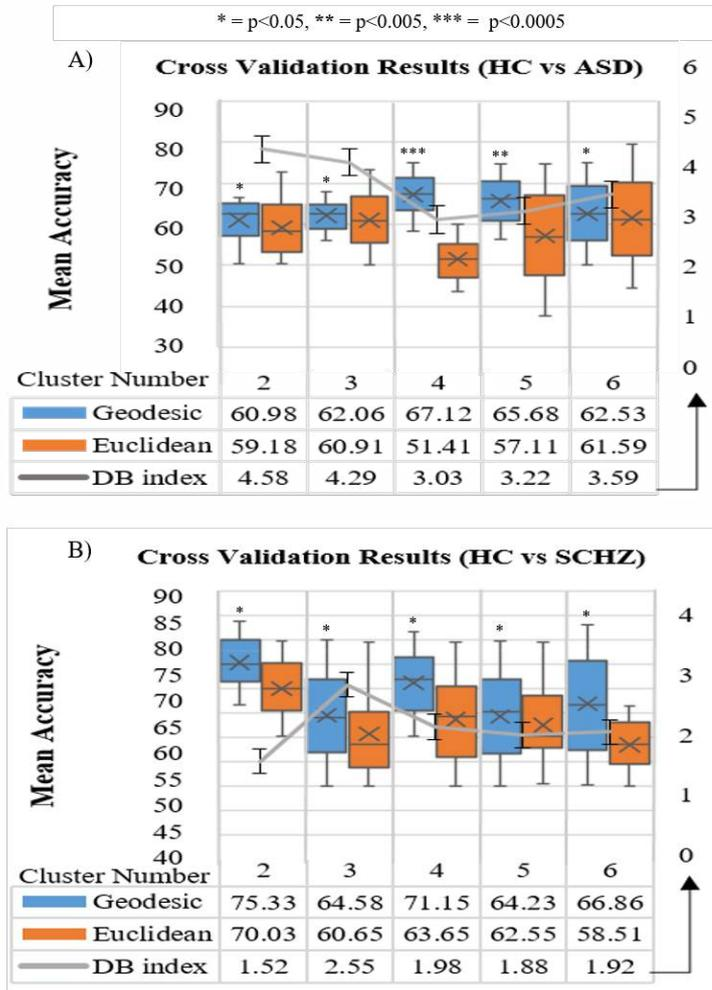 * = p<0.05, ** = p<0.005, *** = p<0.0005
A)
Cross Validation Results (HC vs ASD)
Mean Accuracy
90
80
70
60
50
40
30
6
5
4
3
2
1
0
* * *** ** *
Cluster Number 2 3 4 5 6
Geodesic 60.98 62.06 67.12 65.68 62.53
Euclidean 59.18 60.91 51.41 57.11 61.59
DB index 4.58 4.29 3.03 3.22 3.59
B)
Cross Validation Results (HC vs SCHZ)
Mean Accuracy
90
85
80
75
70
65
60
55
50
45
40
4
3
2
1
0
* * * * *
Cluster Number 2 3 4 5 6
Geodesic 75.33 64.58 71.15 64.23 66.86
Euclidean 70.03 60.65 63.65 62.55 58.51
DB index 1.52 2.55 1.98 1.88 1.92